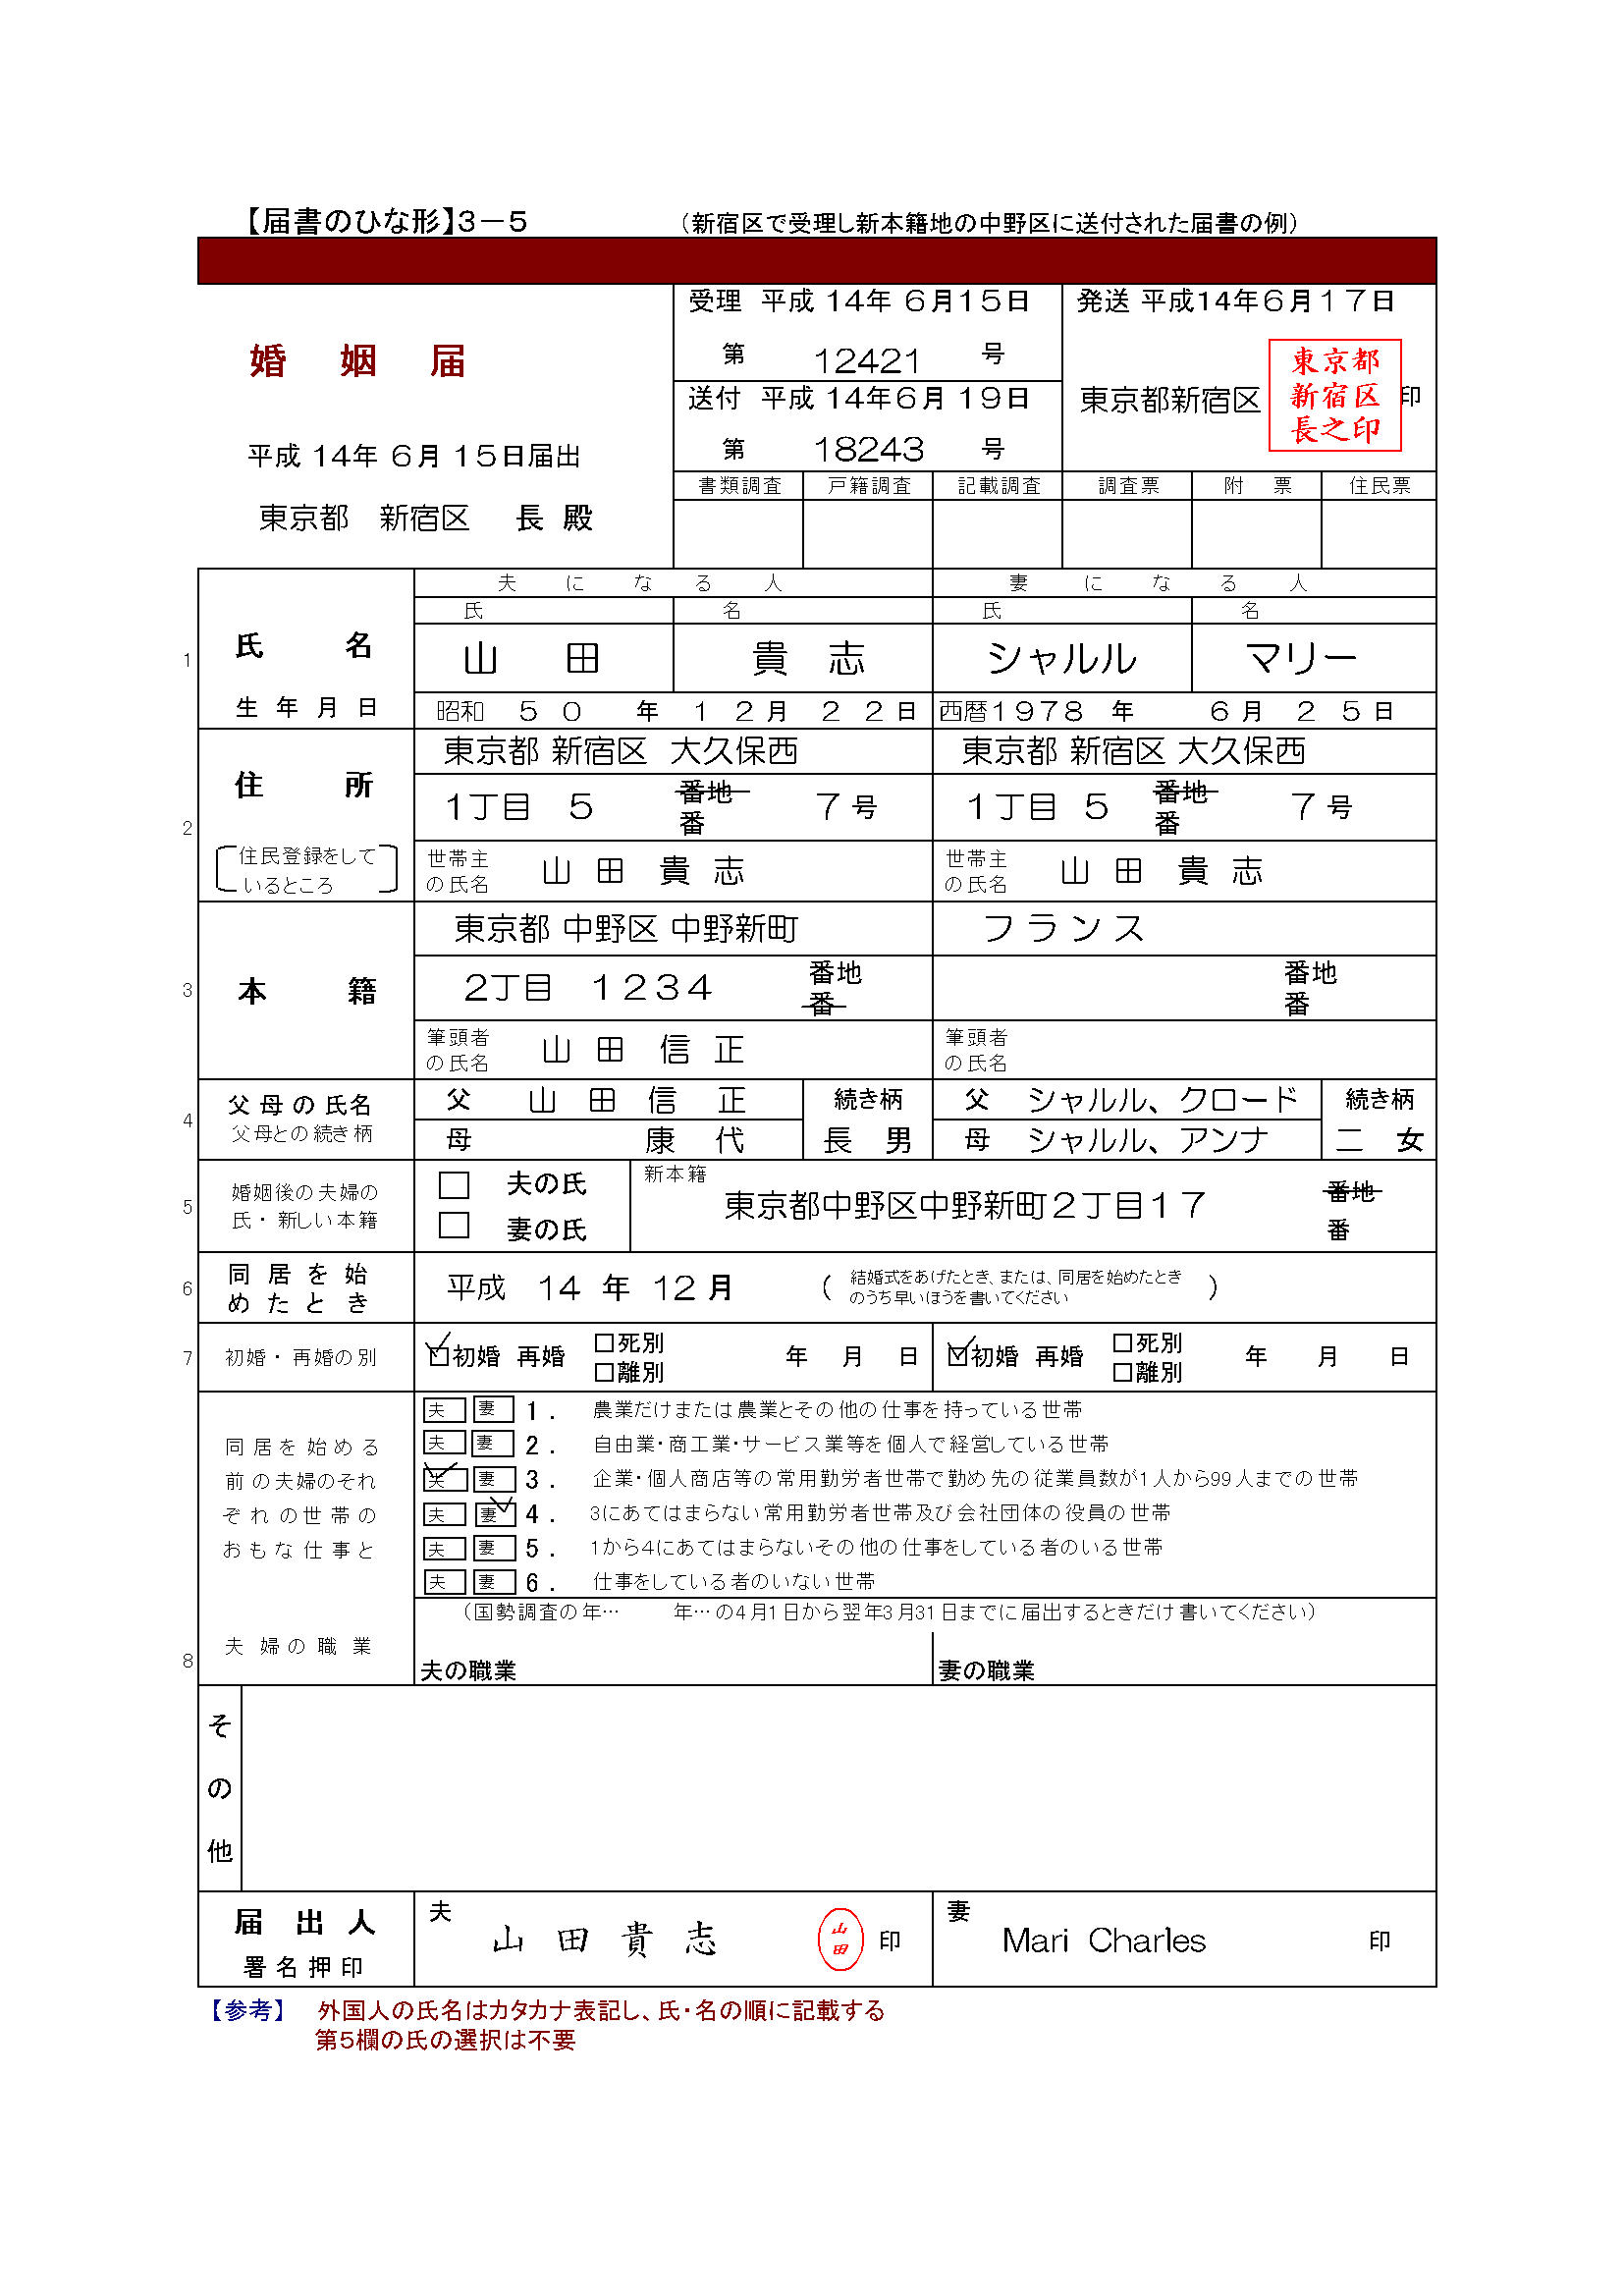 【届書のひな形】3－5 （新宿区で受理し新本籍地の中野区に送付された届書の例）
婚 姻 届
平成 14年 6月 15日届出
東京都 新宿区 長 殿
受理 平成 14年 6月15日
第 12421 号
送付 平成 14年6月 19日
第 18243 号
発送 平成14年6月17日
東京都新宿区 印
東京都
新宿区
長之印
書類調査 戸籍調査 記載調査 調査票 附 票 住民票
夫 に な る 人 妻 に な る 人
氏 名 氏 名
1 氏 名 山 田 貴 志 シャルル マリー
生 年 月 日 昭和 5 0 年 1 2 月 2 2 日 西暦1978 年 6 月 2 5 日
2 住 所 東京都 新宿区 大久保西 東京都 新宿区 大久保西
1丁目 5 番地 7 号 1丁目 5 番地 7 号
番 番
住民登録をして
いるところ
世帯主 山 田 貴 志 世帯主 山 田 貴 志
の氏名 の氏名
3 本 籍 東京都 中野区 中野新町 フランス
2丁目 1234 番地 番地
番 番
筆頭者 山 田 信 正 筆頭者
の氏名 の氏名
4 父母の氏名 父 山 田 信 正 続き柄 父 シャルル、クロード 続き柄
父母との続き柄 母 康 代 長 男 母 シャルル、アンナ 二 女
5 婚姻後の夫婦の 夫の氏 新本籍
氏・新しい本籍 妻の氏 東京都中野区中野新町2丁目17 番地
番
6 同 居 を 始 平成 14 年 12 月 （ 結婚式をあげたとき、または、同居を始めたとき ）
め た と き のうち早いほうを書いてください
7 初婚・再婚の別 初婚 再婚 □死別 年 月 日 初婚 再婚 □死別 年 月 日
□離別 □離別
同居を始める
前の夫婦のそれ
ぞれの世帯の
おもな仕事と
夫 妻 1． 農業だけまたは農業とその他の仕事を持っている世帯
夫 妻 2． 自由業・商工業・サービス業等を個人で経営している世帯
夫 妻 3． 企業・個人商店等の常用勤労者世帯で勤め先の従業員数が1人から99人までの世帯
夫 妻 4． 3にあてはまらない常用勤労者世帯及び会社団体の役員の世帯
夫 妻 5． 1から4にあてはまらないその他の仕事をしている者のいる世帯
夫 妻 6． 仕事をしている者のいない世帯
（国勢調査の年… 年…の4月1日から翌年3月31日までに届出するときだけ書いてください）
8 夫 婦 の 職 業 夫の職業 妻の職業
そ
の
他
届 出 人 夫 山 田 貴 志 山田 印 妻 Mari Charles 印
署 名 押 印
【参考】 外国人の氏名はカタカナ表記し、氏・名の順に記載する
第5欄の氏の選択は不要